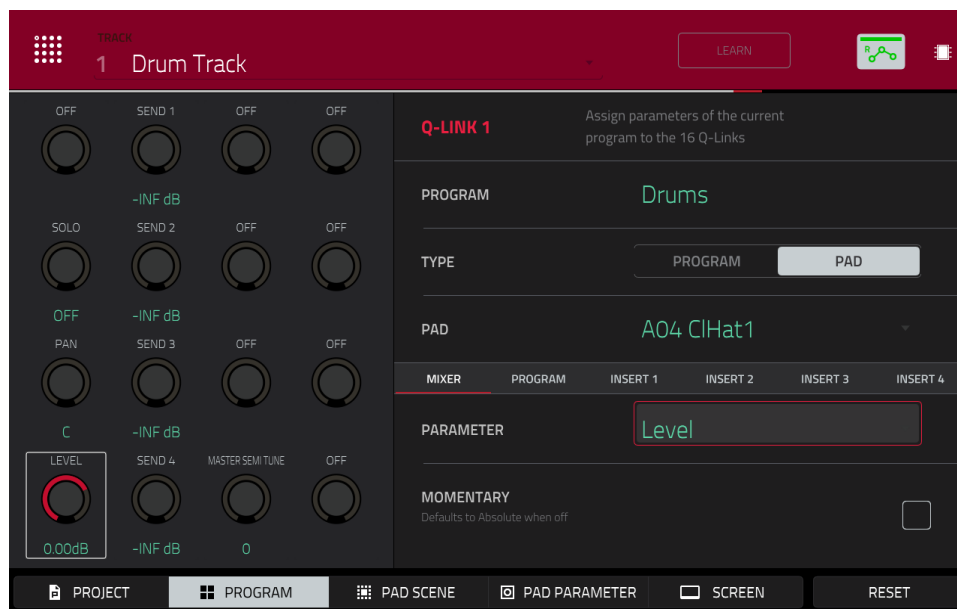 TRACK
1 Drum Track
LEARN
R
OFF SEND 1 OFF OFF
-INF dB
SOLO SEND 2 OFF OFF
OFF -INF dB
PAN SEND 3 OFF OFF
C -INF dB
LEVEL SEND 4 MASTER SEMI TUNE OFF
0.00dB -INF dB 0
Q-LINK 1
Assign parameters of the current
program to the 16 Q-Links
PROGRAM Drums
TYPE PROGRAM PAD
PAD A04 ClHat1
MIXER PROGRAM INSERT 1 INSERT 2 INSERT 3 INSERT 4
PARAMETER Level
MOMENTARY
Defaults to Absolute when off
PROJECT PROGRAM PAD SCENE PAD PARAMETER SCREEN RESET